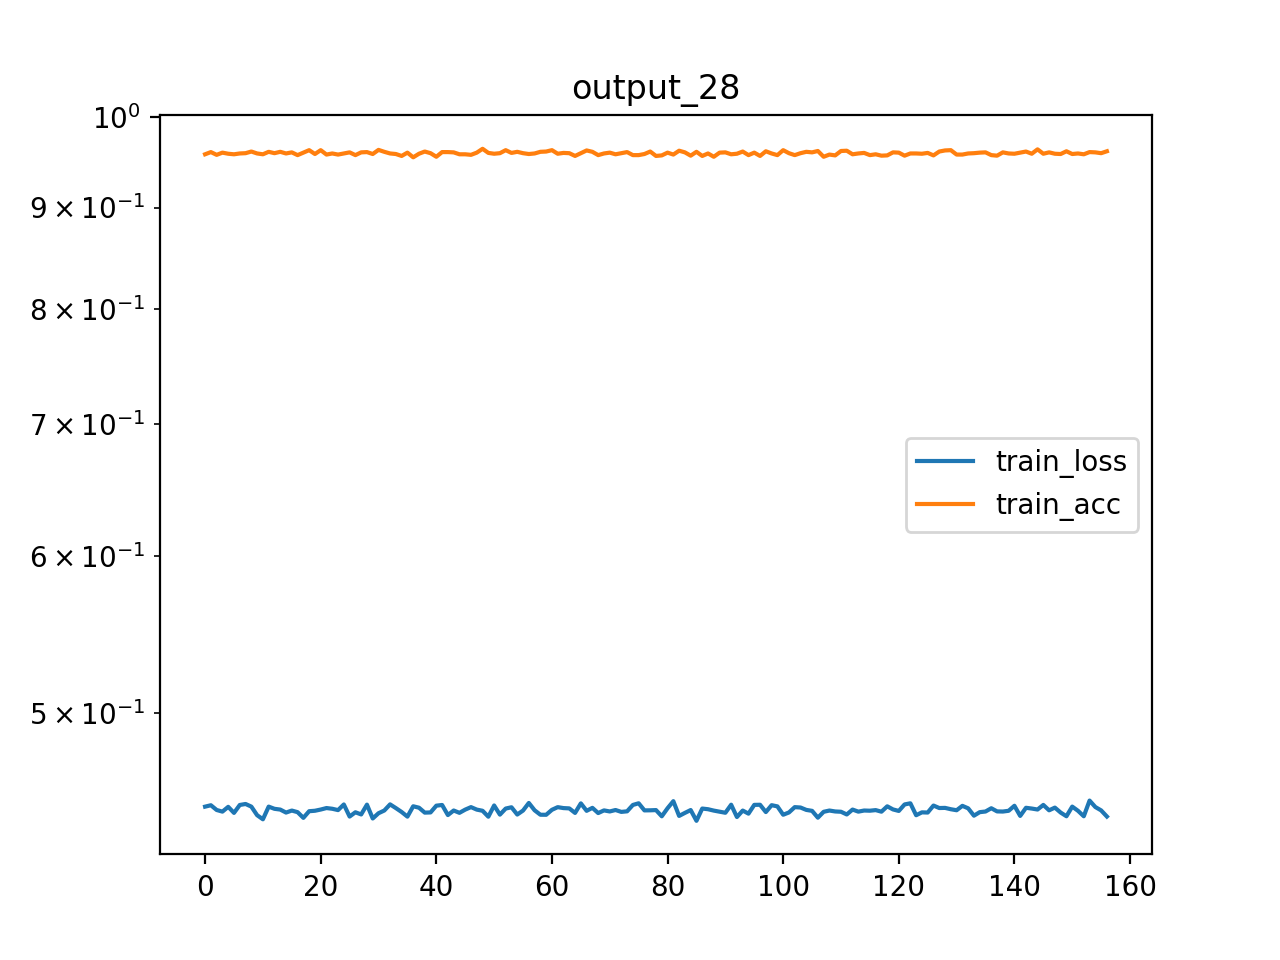 output_28
10⁰
9 × 10⁻¹
8 × 10⁻¹
7 × 10⁻¹
6 × 10⁻¹
5 × 10⁻¹
train_loss
train_acc
0 20 40 60 80 100 120 140 160